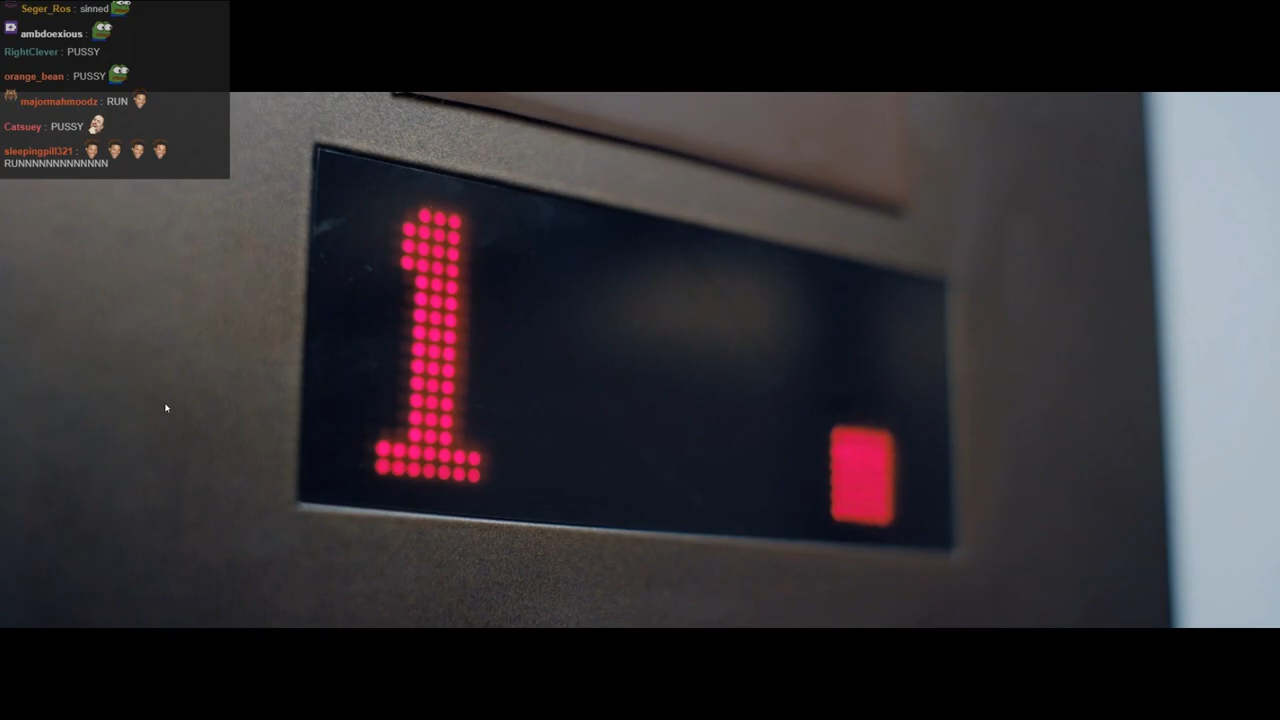 Seger_Ros : sinned
ambdoexious :
RightClever : PUSSY
orange_bean : PUSSY
majormahmoodz : RUN
Catsuey : PUSSY
sleepingpill321 :
RUNNNNNNNNNNNNN
1